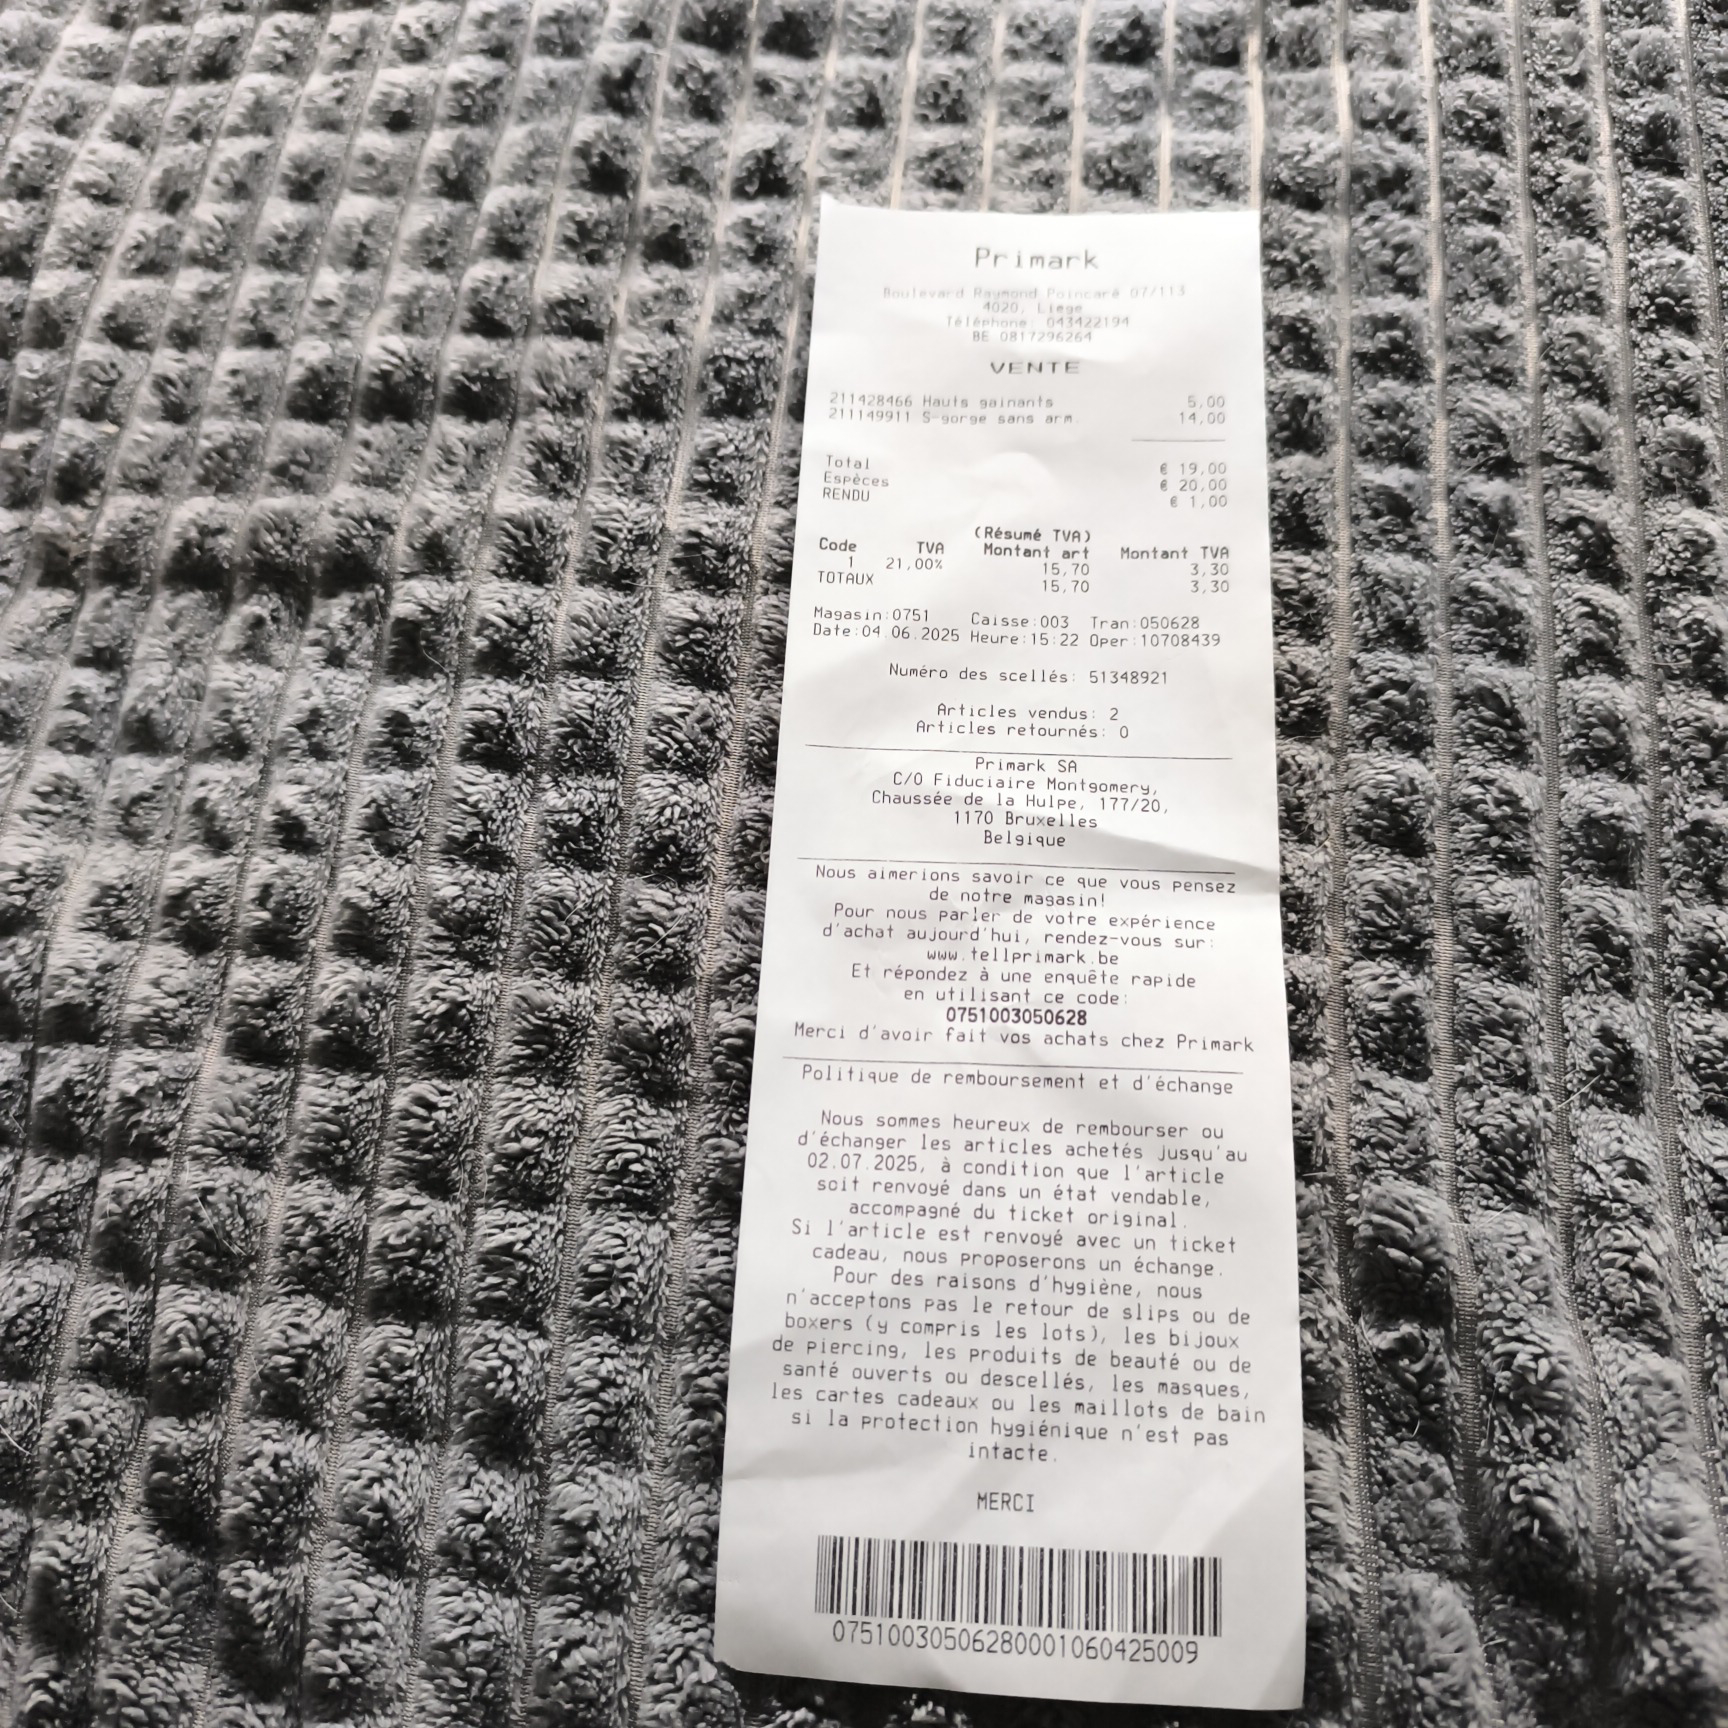 Primark
Boulevard Raymond Poincaré 07/113
4020, Liege
Téléphone: 043422194
BE 0817296264
VENTE
211428466 Hauts gainants 5,00
211149911 S-gorge sans arm. 14,00
Total € 19,00
Espèces € 20,00
RENDU € 1,00
(Résumé TVA)
Code TVA Montant art Montant TVA
1 21,00% 15,70 3,30
TOTAUX 15,70 3,30
Magasin:0751 Caisse:003 Tran:050628
Date:04.06.2025 Heure:15:22 Oper:10708439
Numéro des scellés: 51348921
Articles vendus: 2
Articles retournés: 0
Primark SA
C/O Fiduciaire Montgomery,
Chaussée de la Hulpe, 177/20,
1170 Bruxelles
Belgique
Nous aimerions savoir ce que vous pensez
de notre magasin!
Pour nous parler de votre expérience
d'achat aujourd'hui, rendez-vous sur:
www.tellprimark.be
Et répondez à une enquête rapide
en utilisant ce code:
0751003050628
Merci d'avoir fait vos achats chez Primark
Politique de remboursement et d'échange
Nous sommes heureux de rembourser ou
d'échanger les articles achetés jusqu'au
02.07.2025, à condition que l'article
soit renvoyé dans un état vendable,
accompagné du ticket original.
Si l'article est renvoyé avec un ticket
cadeau, nous proposerons un échange.
Pour des raisons d'hygiène, nous
n'acceptons pas le retour de slips ou de
boxers (y compris les lots), les bijoux
de piercing, les produits de beauté ou de
santé ouverts ou descellés, les masques,
les cartes cadeaux ou les maillots de bain
si la protection hygiénique n'est pas
intacte.
MERCI
07510030506280001060425009